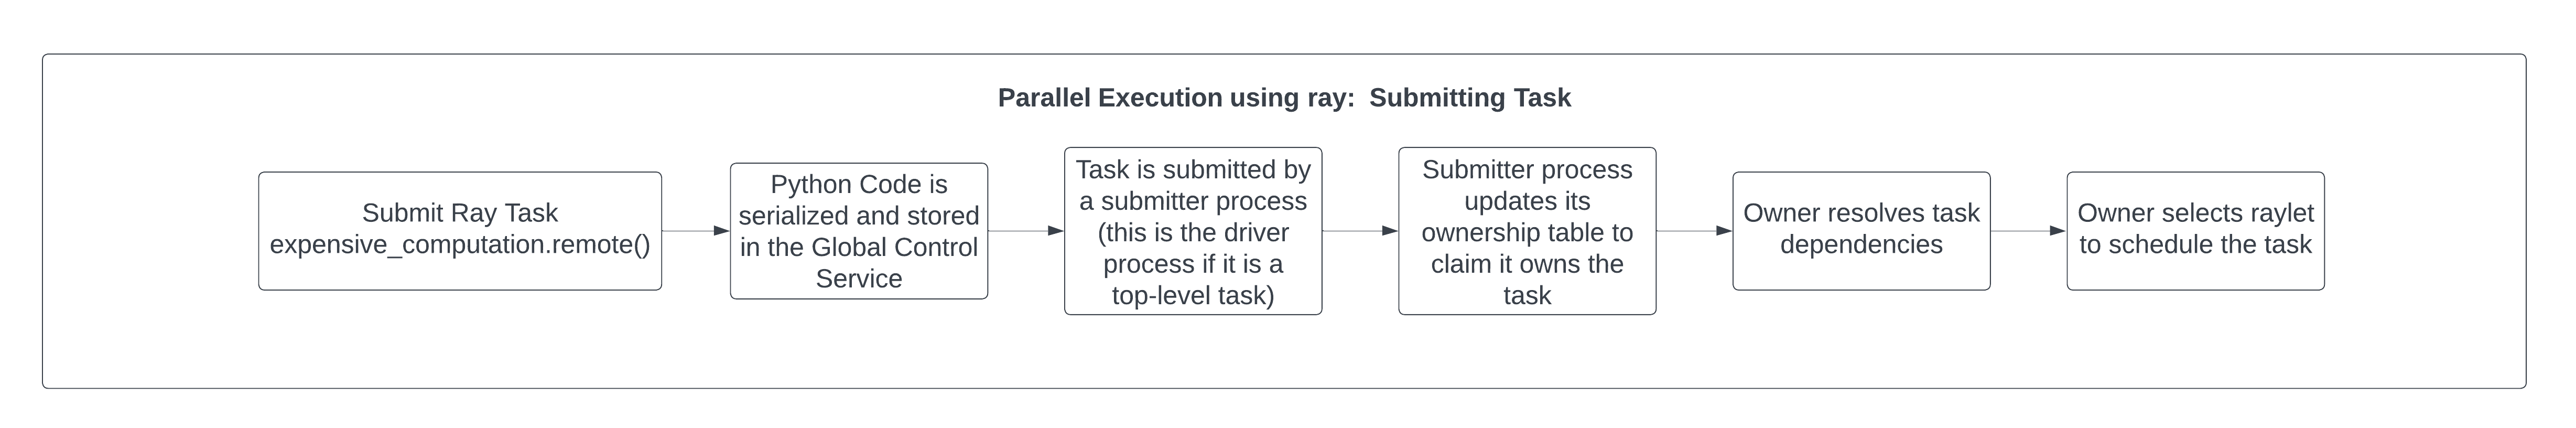 Parallel Execution using ray:  Submitting Task
Submit Ray Task
expensive_computation.remote()
Python Code is
serialized and stored
in the Global Control
Service
Task is submitted by
a submitter process
(this is the driver
process if it is a
top-level task)
Submitter process
updates its
ownership table to
claim it owns the
task
Owner resolves task
dependencies
Owner selects raylet
to schedule the task